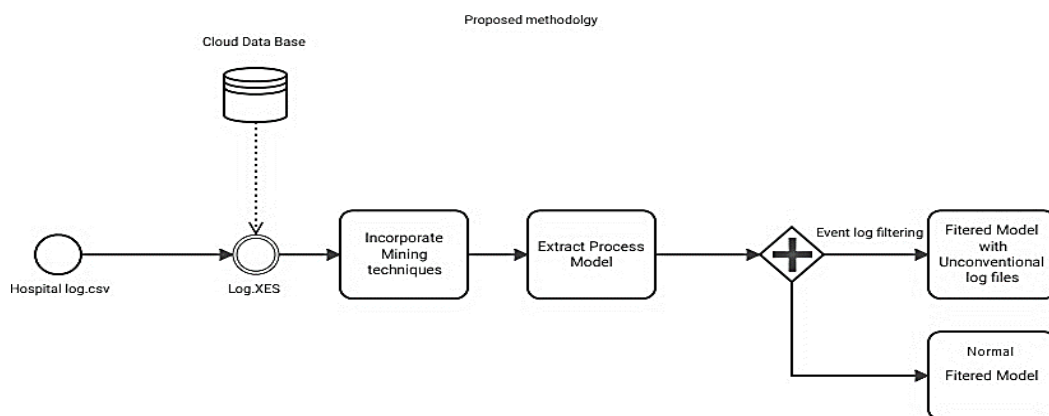 Proposed methodolgy
Cloud Data Base
Hospital log.csv
Log.XES
Incorporate
Mining
techniques
Extract Process
Model
Event log filtering
Fitered Model
with
Unconventional
log files
Normal
Fitered Model